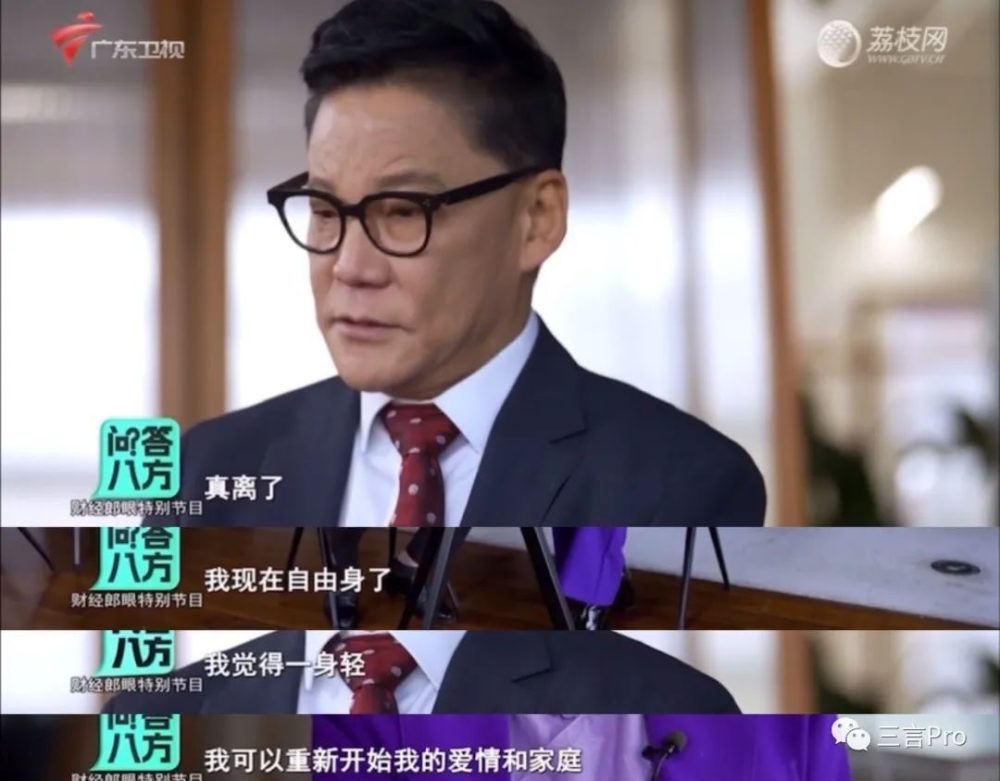 广东卫视
荔枝网
WWW.GDTV.CN
问?答
八方
财经郎眼特别节目
真离了
问?答
八方
财经郎眼特别节目
我现在自由身了
八方
财经郎眼特别节目
我觉得一身轻
问答
八方
财经郎眼特别节目
我可以重新开始我的爱情和家庭
三言Pro